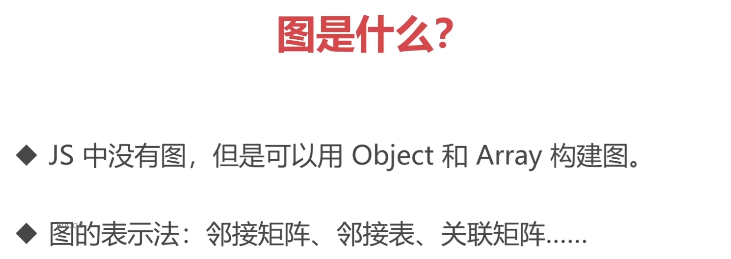 图是什么？
◆ JS 中没有图，但是可以用 Object 和 Array 构建图。
◆ 图的表示法：邻接矩阵、邻接表、关联矩阵……